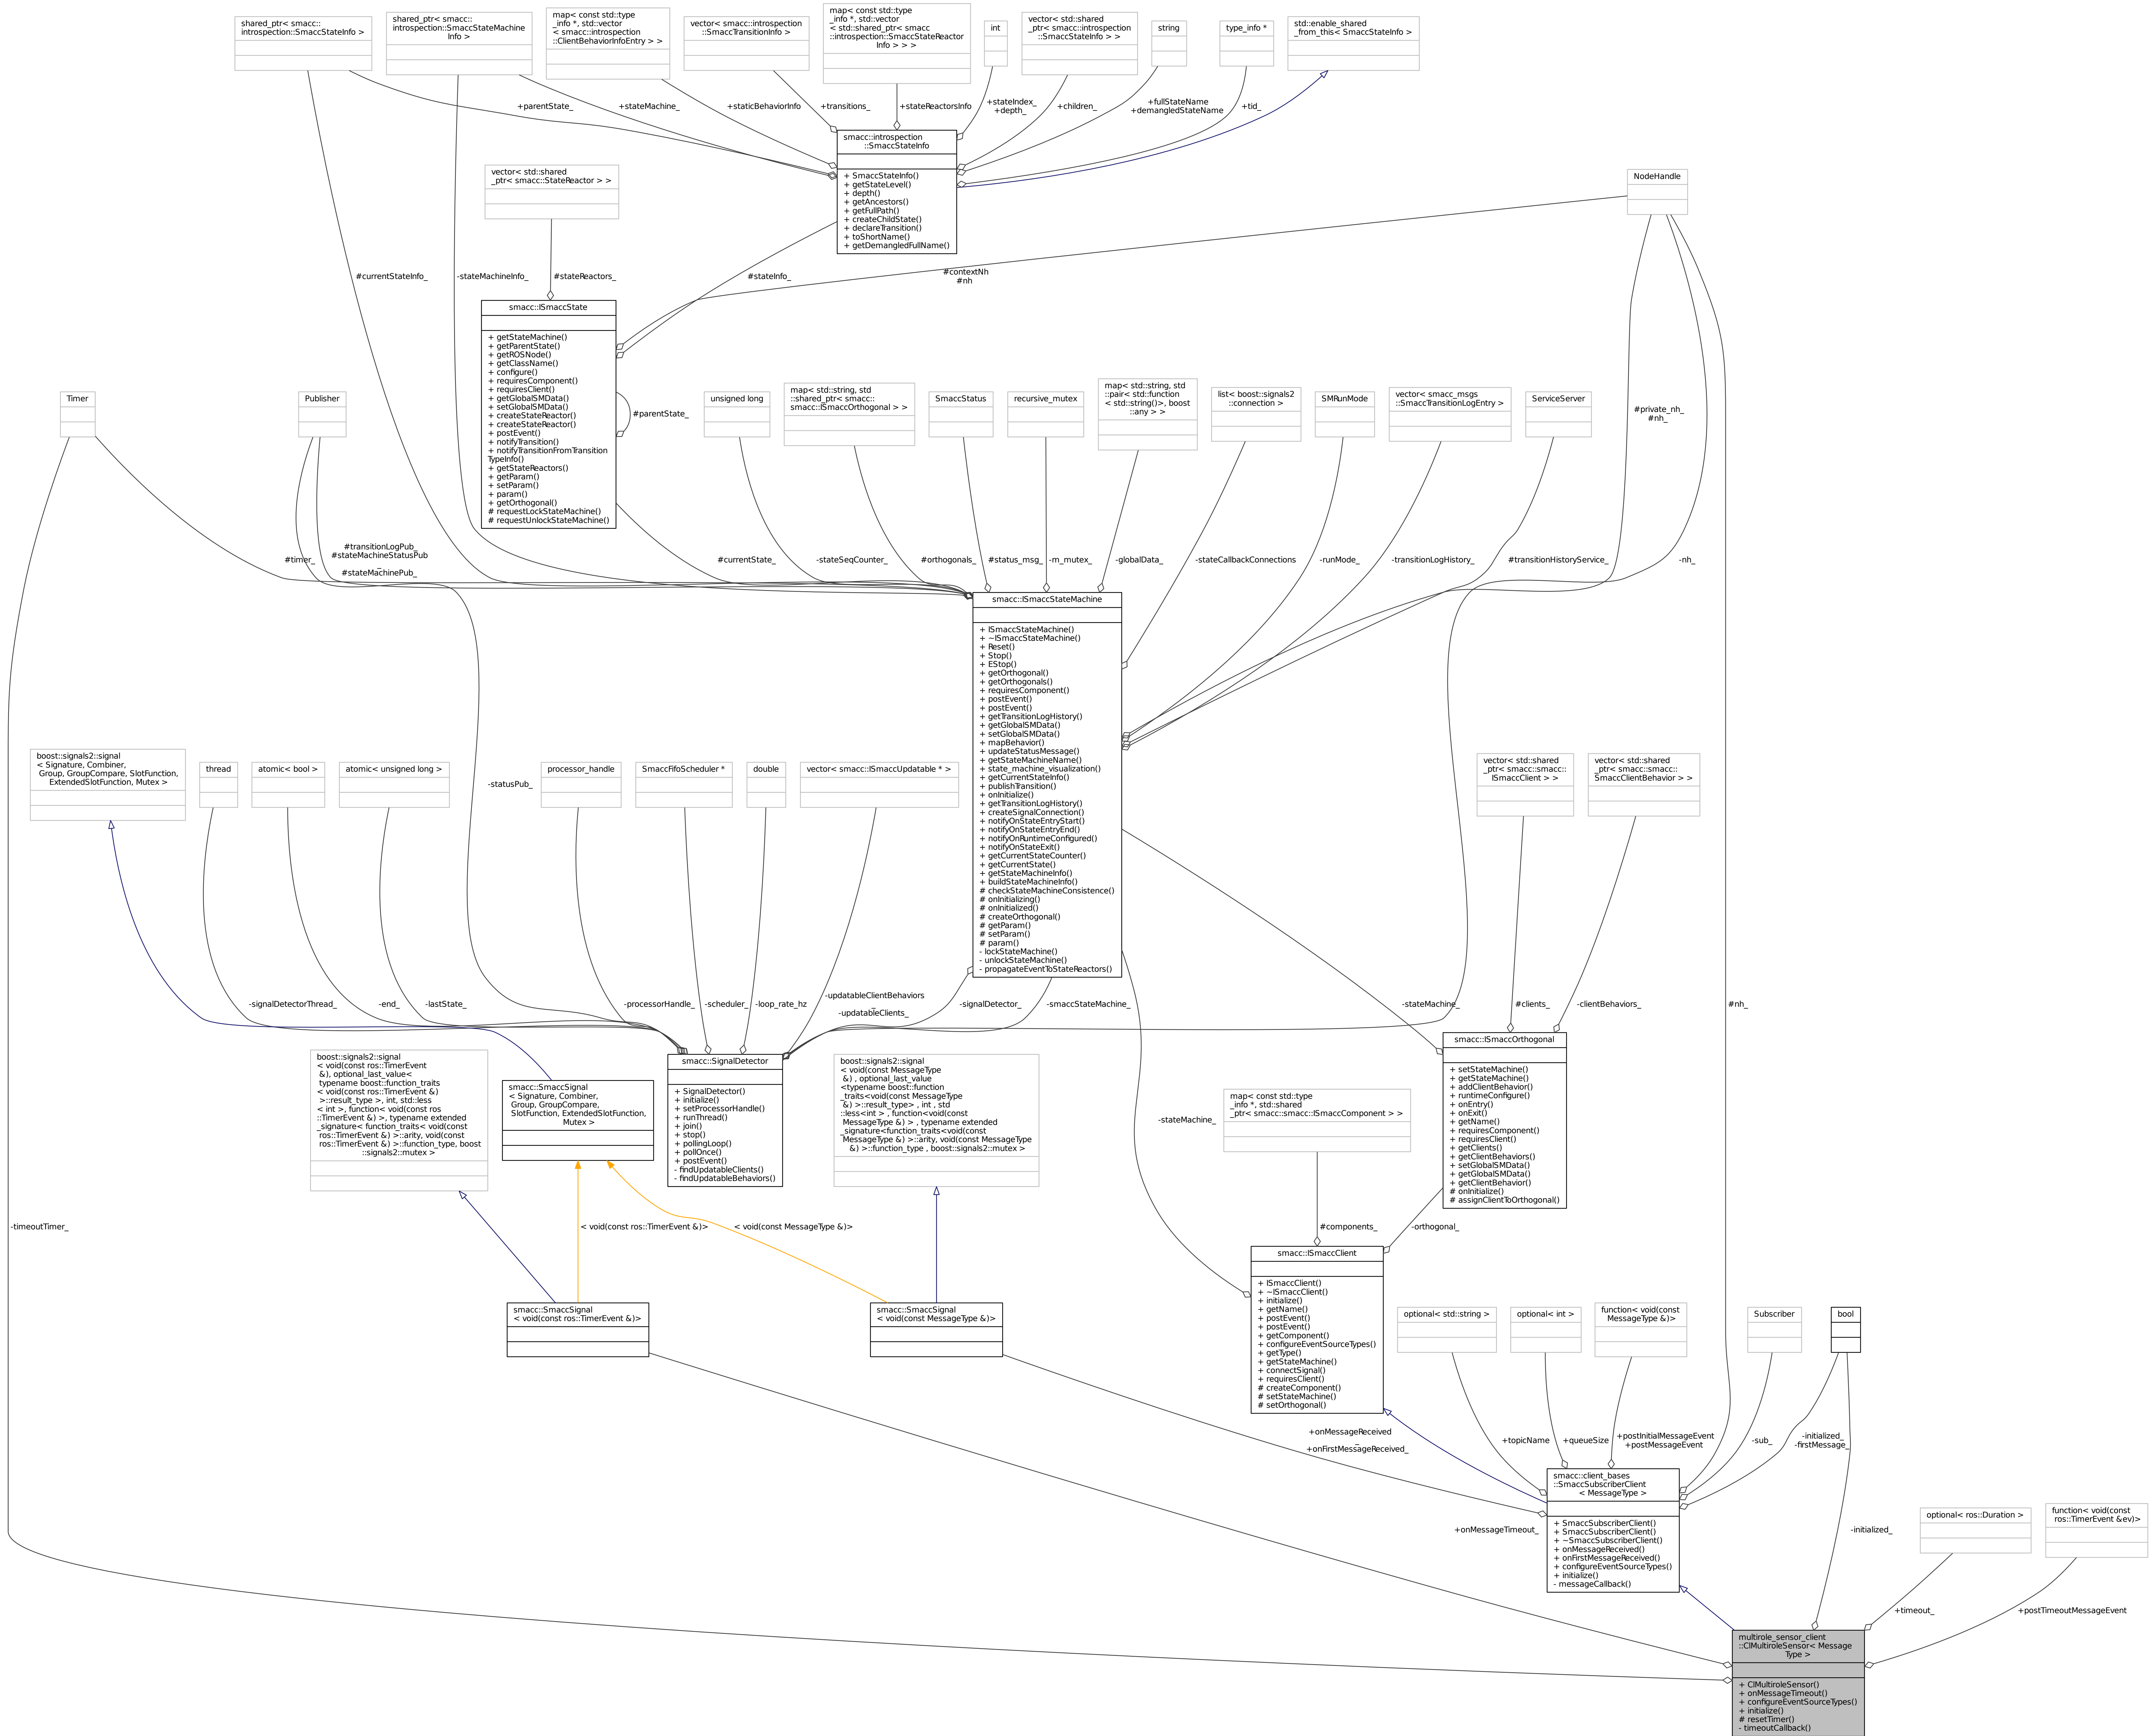 shared_ptr< smacc::
introspection::SmaccStateInfo >
shared_ptr< smacc::
introspection::SmaccStateMachine
Info >
map< const std::type
_info *, std::vector
< smacc::introspection
::ClientBehaviorInfoEntry > >
vector< smacc::introspection
::SmaccTransitionInfo >
map< const std::type
_info *, std::vector
< std::shared_ptr< smacc
::introspection::SmaccStateReactor
Info > > >
int
vector< std::shared
_ptr< smacc::introspection
::SmaccStateInfo > >
string
type_info *
std::enable_shared
_from_this< SmaccStateInfo >
+parentState_
+stateMachine_
+staticBehaviorInfo
+transitions_
+stateReactorsInfo
+stateIndex_
+depth_
+children_
+fullStateName
+demangledStateName
+tid_
smacc::introspection
::SmaccStateInfo
+ SmaccStateInfo()
+ getStateLevel()
+ depth()
+ getAncestors()
+ getFullPath()
+ createChildState()
+ declareTransition()
+ toShortName()
+ getDemangledFullName()
vector< std::shared
_ptr< smacc::StateReactor > >
NodeHandle
#currentStateInfo_
-stateMachineInfo_
#stateReactors_
#stateInfo_
#contextNh
#nh
smacc::ISmaccState
+ getStateMachine()
+ getParentState()
+ getROSNode()
+ getClassName()
+ configure()
+ requiresComponent()
+ requiresClient()
+ getGlobalSMData()
+ setGlobalSMData()
+ createStateReactor()
+ createStateReactor()
+ postEvent()
+ notifyTransition()
+ notifyTransitionFromTransition
TypeInfo()
+ getStateReactors()
+ getParam()
+ setParam()
+ param()
+ getOrthogonal()
# requestLockStateMachine()
# requestUnlockStateMachine()
#parentState_
Timer
Publisher
unsigned long
map< std::string, std
::shared_ptr< smacc::
smacc::ISmaccOrthogonal > >
SmaccStatus
recursive_mutex
map< std::string, std
::pair< std::function
< std::string()>, boost
::any > >
list< boost::signals2
::connection >
SMRunMode
vector< smacc_msgs
::SmaccTransitionLogEntry >
ServiceServer
#private_nh_
#nh_
#timer_
#transitionLogPub_
#stateMachineStatusPub
_
#stateMachinePub_
#currentState_
-stateSeqCounter_
#orthogonals_
#status_msg_
-m_mutex_
-globalData_
-stateCallbackConnections
-runMode_
-transitionLogHistory_
#transitionHistoryService_
-nh_
smacc::ISmaccStateMachine
+ ISmaccStateMachine()
+ ~ISmaccStateMachine()
+ Reset()
+ Stop()
+ EStop()
+ getOrthogonal()
+ getOrthogonals()
+ requiresComponent()
+ postEvent()
+ postEvent()
+ getTransitionLogHistory()
+ getGlobalSMData()
+ setGlobalSMData()
+ mapBehavior()
+ updateStatusMessage()
+ getStateMachineName()
+ state_machine_visualization()
+ getCurrentStateInfo()
+ publishTransition()
+ onInitialize()
+ getTransitionLogHistory()
+ createSignalConnection()
+ notifyOnStateEntryStart()
+ notifyOnStateEntryEnd()
+ notifyOnRuntimeConfigured()
+ notifyOnStateExit()
+ getCurrentStateCounter()
+ getCurrentState()
+ getStateMachineInfo()
+ buildStateMachineInfo()
# checkStateMachineConsistence()
# onInitializing()
# onInitialized()
# createOrthogonal()
# getParam()
# setParam()
# param()
- lockStateMachine()
- unlockStateMachine()
- propagateEventToStateReactors()
boost::signals2::signal
< Signature, Combiner,
Group, GroupCompare, SlotFunction,
ExtendedSlotFunction, Mutex >
thread
atomic< bool >
atomic< unsigned long >
-statusPub_
processor_handle
SmaccFifoScheduler *
double
vector< smacc::ISmaccUpdatable * >
vector< std::shared
_ptr< smacc::smacc::
ISmaccClient > >
vector< std::shared
_ptr< smacc::smacc::
SmaccClientBehavior > >
-signalDetectorThread_
-end_
-lastState_
-processorHandle_
-scheduler_
-loop_rate_hz
-updatableClientBehaviors
_
-updatableClients_
-signalDetector_
-smaccStateMachine_
-stateMachine_
#clients_
-clientBehaviors_
#nh_
boost::signals2::signal
< void(const ros::TimerEvent
&), optional_last_value<
typename boost::function_traits
< void(const ros::TimerEvent &)
>::result_type >, int, std::less
< int >, function< void(const ros
::TimerEvent &) >, typename extended
_signature< function_traits< void(const
ros::TimerEvent &) >::arity, void(const
ros::TimerEvent &) >::function_type, boost
::signals2::mutex >
smacc::SmaccSignal
< Signature, Combiner,
Group, GroupCompare,
SlotFunction, ExtendedSlotFunction,
Mutex >
smacc::SignalDetector
+ SignalDetector()
+ initialize()
+ setProcessorHandle()
+ runThread()
+ join()
+ stop()
+ pollingLoop()
+ pollOnce()
+ postEvent()
- findUpdatableClients()
- findUpdatableBehaviors()
boost::signals2::signal
< void(const MessageType
&) , optional_last_value
<typename boost::function
_traits<void(const MessageType
&) >::result_type> , int , std
::less<int > , function<void(const
MessageType &) > , typename extended
_signature<function_traits<void(const
MessageType &) >::arity, void(const MessageType
&) >::function_type , boost::signals2::mutex >
-stateMachine_
map< const std::type
_info *, std::shared
_ptr< smacc::smacc::ISmaccComponent > >
smacc::ISmaccOrthogonal
+ setStateMachine()
+ getStateMachine()
+ addClientBehavior()
+ runtimeConfigure()
+ onEntry()
+ onExit()
+ getName()
+ requiresComponent()
+ requiresClient()
+ getClients()
+ getClientBehaviors()
+ setGlobalSMData()
+ getGlobalSMData()
+ getClientBehavior()
# onInitialize()
# assignClientToOrthogonal()
-timeoutTimer_
< void(const ros::TimerEvent &)>
< void(const MessageType &)>
#components_
-orthogonal_
smacc::SmaccSignal
< void(const ros::TimerEvent &)>
smacc::SmaccSignal
< void(const MessageType &)>
smacc::ISmaccClient
+ ISmaccClient()
+ ~ISmaccClient()
+ initialize()
+ getName()
+ postEvent()
+ postEvent()
+ getComponent()
+ configureEventSourceTypes()
+ getType()
+ getStateMachine()
+ connectSignal()
+ requiresClient()
# createComponent()
# setStateMachine()
# setOrthogonal()
optional< std::string >
optional< int >
function< void(const
MessageType &)>
Subscriber
bool
+onMessageReceived
_
+onFirstMessageReceived_
+topicName
+queueSize
+postInitialMessageEvent
+postMessageEvent
-sub_
-initialized_
-firstMessage_
smacc::client_bases
::SmaccSubscriberClient
< MessageType >
+ SmaccSubscriberClient()
+ SmaccSubscriberClient()
+ ~SmaccSubscriberClient()
+ onMessageReceived()
+ onFirstMessageReceived()
+ configureEventSourceTypes()
+ initialize()
- messageCallback()
+onMessageTimeout_
-initialized_
optional< ros::Duration >
function< void(const
ros::TimerEvent &ev)>
+timeout_
+postTimeoutMessageEvent
multirole_sensor_client
::ClMultiroleSensor< Message
Type >
+ ClMultiroleSensor()
+ onMessageTimeout()
+ configureEventSourceTypes()
+ initialize()
# resetTimer()
- timeoutCallback()